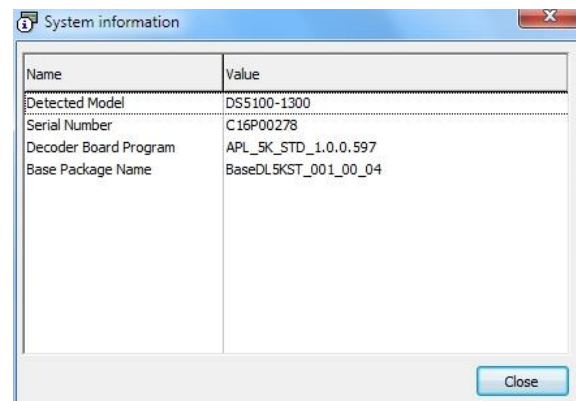 System information
Name Value
Detected Model DS5100-1300
Serial Number C16P00278
Decoder Board Program APL_5K_STD_1.0.0.597
Base Package Name BaseDL5KST_001_00_04
Close